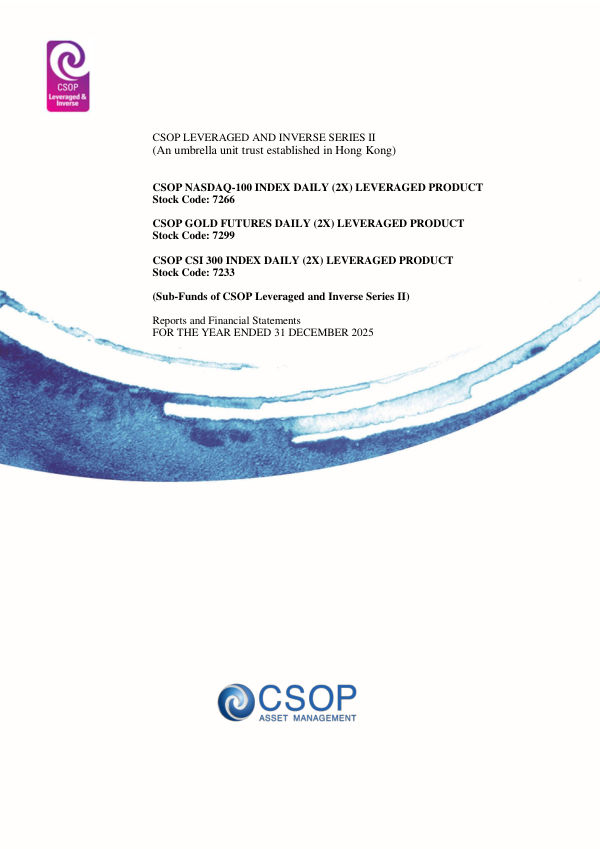 CSOP
Leveraged &
Inverse
CSOP LEVERAGED AND INVERSE SERIES II
(An umbrella unit trust established in Hong Kong)
CSOP NASDAQ-100 INDEX DAILY (2X) LEVERAGED PRODUCT
Stock Code: 7266
CSOP GOLD FUTURES DAILY (2X) LEVERAGED PRODUCT
Stock Code: 7299
CSOP CSI 300 INDEX DAILY (2X) LEVERAGED PRODUCT
Stock Code: 7233
(Sub-Funds of CSOP Leveraged and Inverse Series II)
Reports and Financial Statements
FOR THE YEAR ENDED 31 DECEMBER 2025
CSOP
ASSET MANAGEMENT